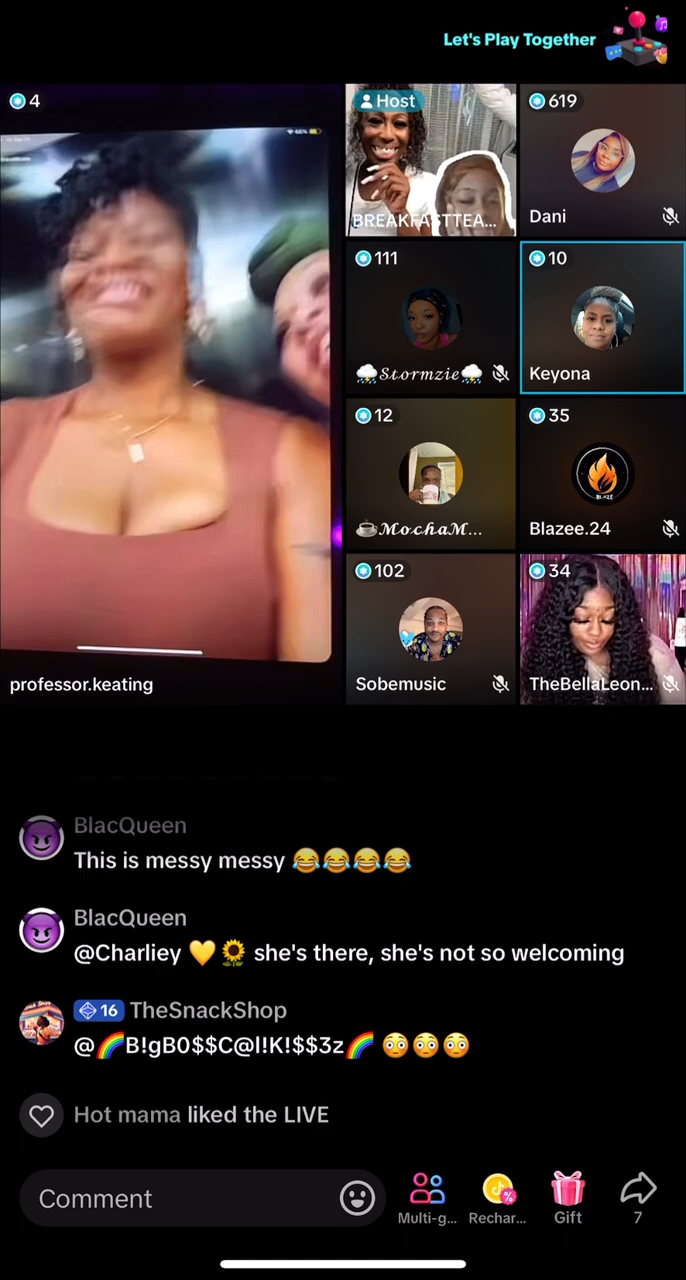 Let's Play Together
4
Host
BREAKFASTTEA...
619
Dani
111
🌩️Stormzie🌩️
10
Keyona
12
☕MochaM...
35
BLAZE
Blazee.24
102
Sobemusic
34
TheBellaLeon...
professor.keating
BlacQueen
This is messy messy 😂😂😂😂
BlacQueen
@Charliey 💛🌻 she's there, she's not so welcoming
16 TheSnackShop
@🌈B!gB0$$C@l!K!$$3z🌈 😳😳😳
Hot mama liked the LIVE
Comment
Multi-g...
Rechar...
Gift
7